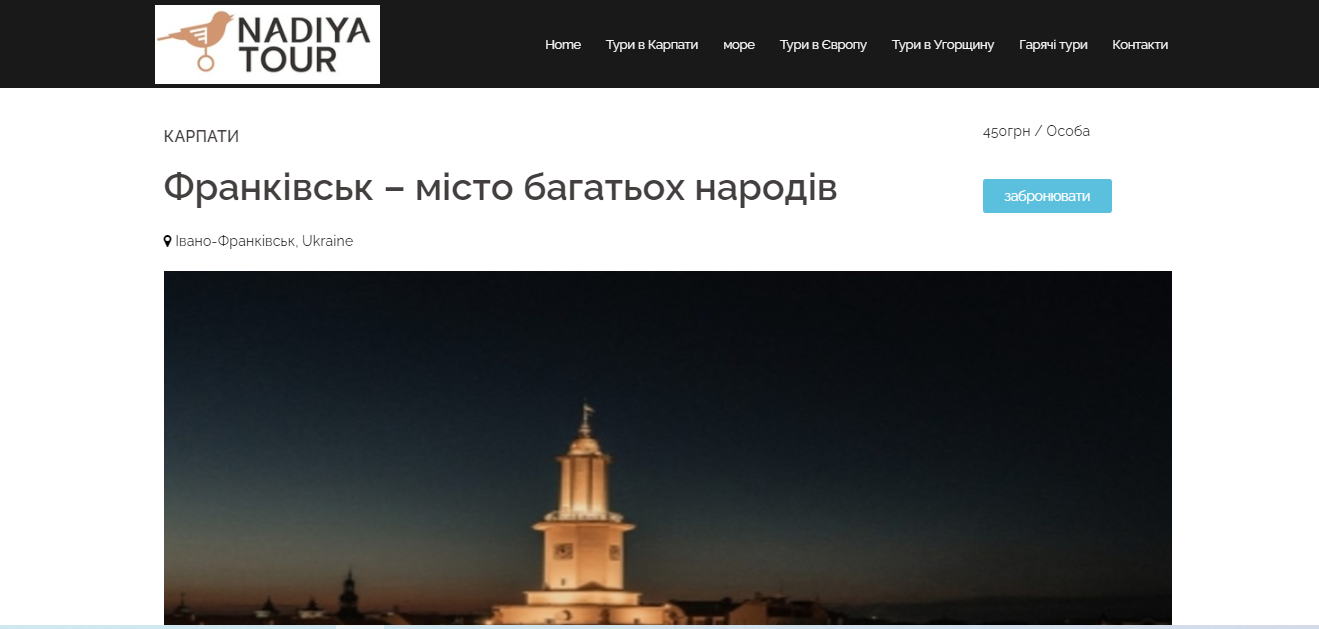 NADIYA
TOUR
Home Тури в Карпати море Тури в Європу Тури в Угорщину Гарячі тури Контакти
КАРПАТИ
450грн / Особа
Франківськ – місто багатьох народів
забронювати
Івано-Франківськ, Ukraine